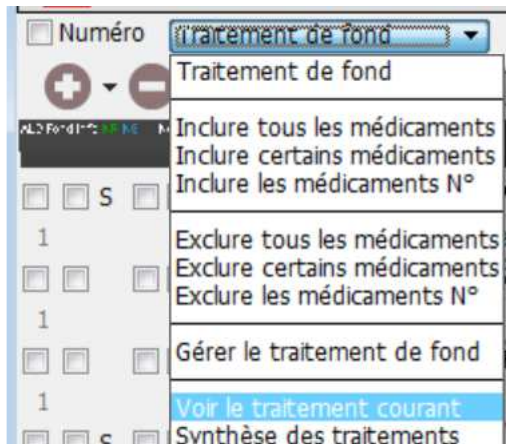 Numéro Traitement de fond
Traitement de fond
ALD Fond
Inclure tous les médicaments
Inclure certains médicaments
S Inclure les médicaments N°
1
Exclure tous les médicaments
Exclure certains médicaments
Exclure les médicaments N°
1
Gérer le traitement de fond
1
Voir le traitement courant
S Synthèse des traitements